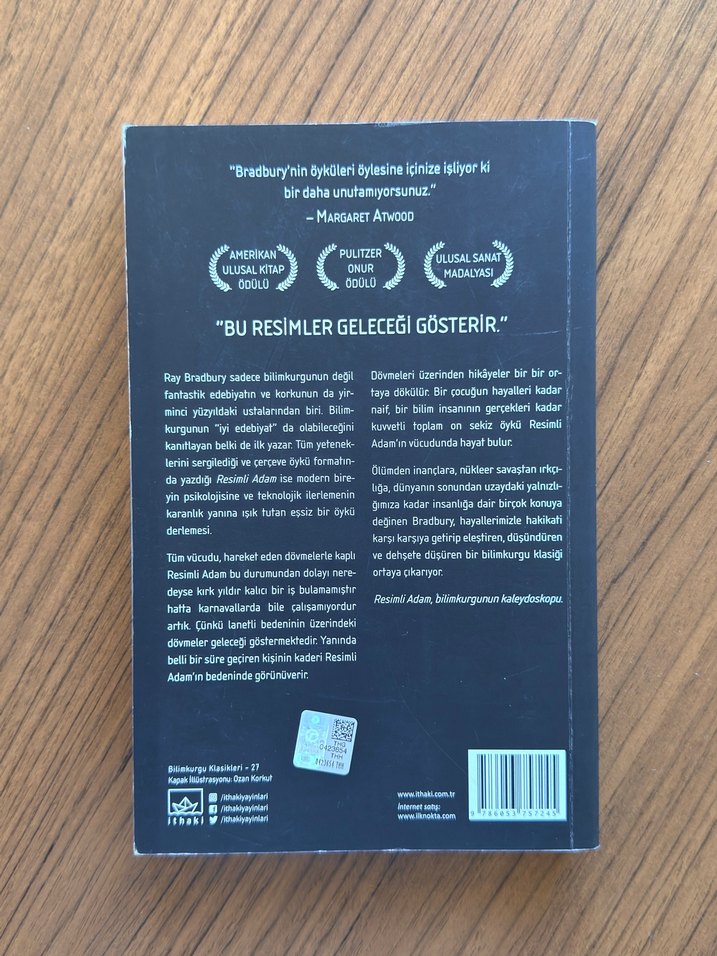 "Bradbury'nin öyküleri öylesine içinize işliyor ki
bir daha unutamıyorsunuz."
– MARGARET ATWOOD
AMERİKAN
ULUSAL KİTAP
ÖDÜLÜ
PULITZER
ONUR
ÖDÜLÜ
ULUSAL SANAT
MADALYASI
"BU RESİMLER GELECEĞİ GÖSTERİR."
Ray Bradbury sadece bilimkurgunun değil
fantastik edebiyatın ve korkunun da yir-
minci yüzyıldaki ustalarından biri. Bilim-
kurgunun "iyi edebiyat" da olabileceğini
kanıtlayan belki de ilk yazar. Tüm yetenek-
lerini sergilediği ve çerçeve öykü formatın-
da yazdığı Resimli Adam ise modern bire-
yin psikolojisine ve teknolojik ilerlemenin
karanlık yanına ışık tutan eşsiz bir öykü
derlemesi.
Tüm vücudu, hareket eden dövmelerle kaplı
Resimli Adam bu durumundan dolayı nere-
deyse kırk yıldır kalıcı bir iş bulamamıştır
hatta karnavallarda bile çalışamıyordur
artık. Çünkü lanetli bedeninin üzerindeki
dövmeler geleceği göstermektedir. Yanında
belli bir süre geçiren kişinin kaderi Resimli
Adam'ın bedeninde görünüverir.
Dövmeleri üzerinden hikâyeler bir bir or-
taya dökülür. Bir çocuğun hayalleri kadar
naif, bir bilim insanının gerçekleri kadar
kuvvetli toplam on sekiz öykü Resimli
Adam'ın vücudunda hayat bulur.
Ölümden inançlara, nükleer savaştan ırkçı-
lığa, dünyanın sonundan uzaydaki yalnızlı-
ğımıza kadar insanlığa dair birçok konuya
değinen Bradbury, hayallerimizle hakikati
karşı karşıya getirip eleştiren, düşündüren
ve dehşete düşüren bir bilimkurgu klasiği
ortaya çıkarıyor.
Resimli Adam, bilimkurgunun kaleydoskopu.
THG
0423654
THH
0423654 THH
Bilimkurgu Klasikleri - 27
Kapak İllüstrasyonu: Ozan Korkut
ithaki
/ithakiyayinlari
/ithakiyayinlari
/ithakiyayinlari
www.ithaki.com.tr
İnternet satış:
www.ilknokta.com
9 786053 757245